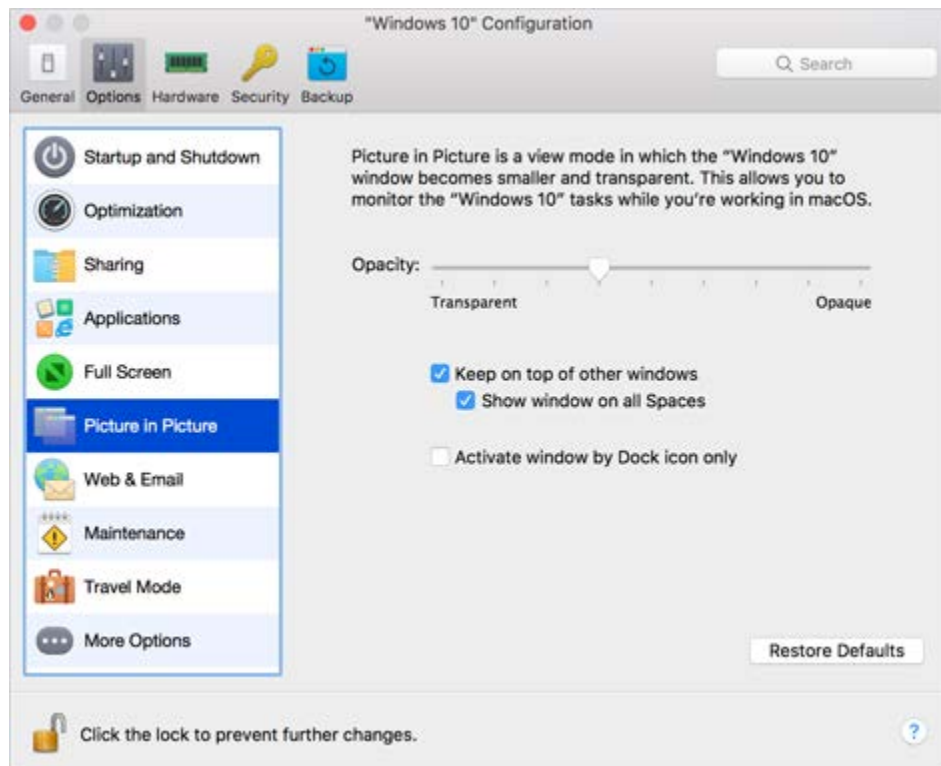 "Windows 10" Configuration
General Options Hardware Security Backup
Search
Startup and Shutdown
Optimization
Sharing
Applications
Full Screen
Picture in Picture
Web & Email
Maintenance
Travel Mode
More Options
Picture in Picture is a view mode in which the “Windows 10”
window becomes smaller and transparent. This allows you to
monitor the “Windows 10” tasks while you’re working in macOS.
Opacity:
Transparent Opaque
Keep on top of other windows
Show window on all Spaces
Activate window by Dock icon only
Restore Defaults
Click the lock to prevent further changes.
?